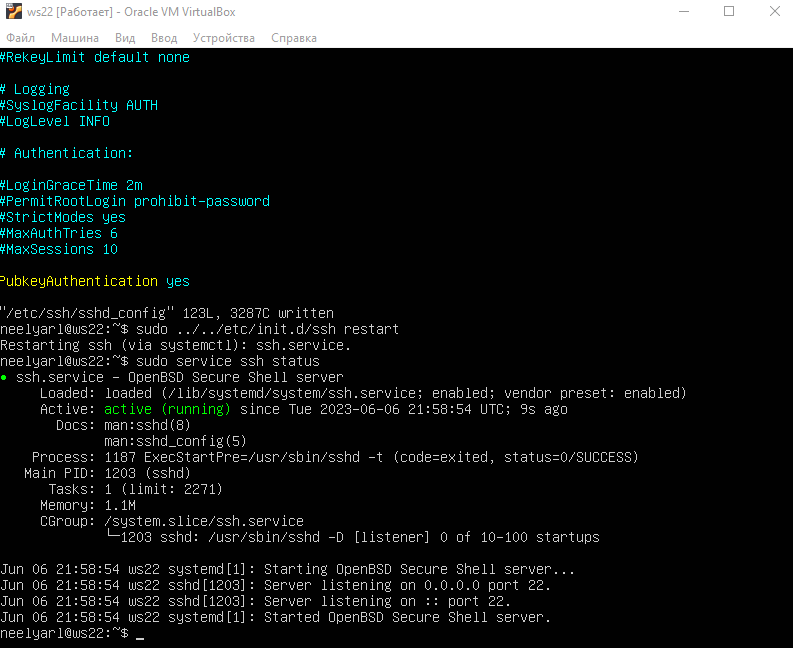 ws22 [Работает] - Oracle VM VirtualBox
Файл Машина Вид Ввод Устройства Справка
#RekeyLimit default none
# Logging
#SyslogFacility AUTH
#LogLevel INFO
# Authentication:
#LoginGraceTime 2m
#PermitRootLogin prohibit-password
#StrictModes yes
#MaxAuthTries 6
#MaxSessions 10
PubkeyAuthentication yes
"/etc/ssh/sshd_config" 123L, 3287C written
neelyarl@ws22:~$ sudo ../../etc/init.d/ssh restart
Restarting ssh (via systemctl): ssh.service.
neelyarl@ws22:~$ sudo service ssh status
● ssh.service - OpenBSD Secure Shell server
Loaded: loaded (/lib/systemd/system/ssh.service; enabled; vendor preset: enabled)
Active: active (running) since Tue 2023-06-06 21:58:54 UTC; 9s ago
Docs: man:sshd(8)
man:sshd_config(5)
Process: 1187 ExecStartPre=/usr/sbin/sshd -t (code=exited, status=0/SUCCESS)
Main PID: 1203 (sshd)
Tasks: 1 (limit: 2271)
Memory: 1.1M
CGroup: /system.slice/ssh.service
└─1203 sshd: /usr/sbin/sshd -D [listener] 0 of 10-100 startups
Jun 06 21:58:54 ws22 systemd[1]: Starting OpenBSD Secure Shell server...
Jun 06 21:58:54 ws22 sshd[1203]: Server listening on 0.0.0.0 port 22.
Jun 06 21:58:54 ws22 sshd[1203]: Server listening on :: port 22.
Jun 06 21:58:54 ws22 systemd[1]: Started OpenBSD Secure Shell server.
neelyarl@ws22:~$ _